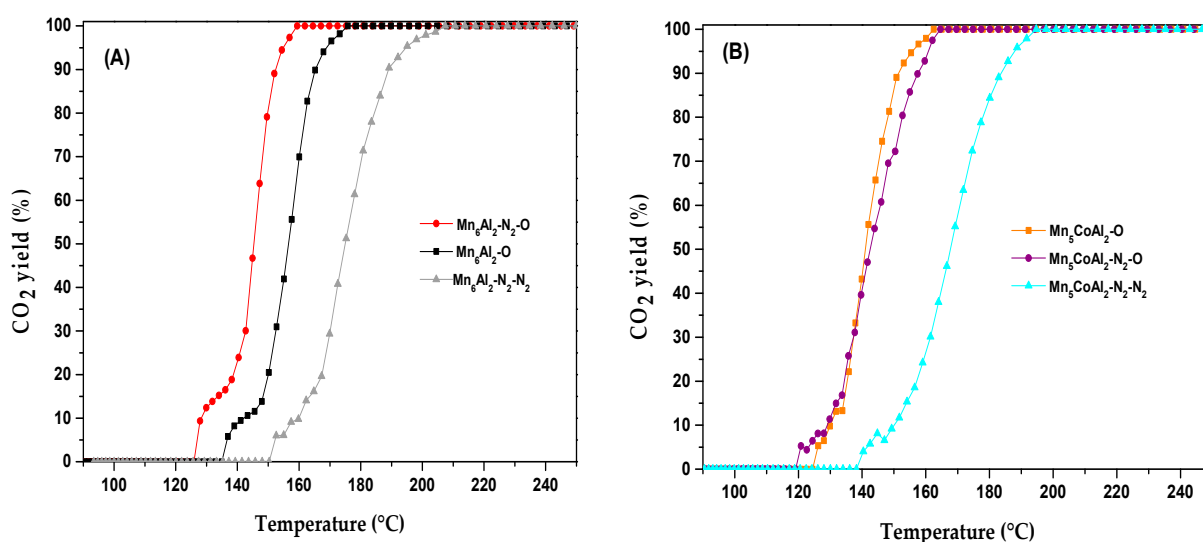 (A)
CO2 yield (%)
100
90
80
70
60
50
40
30
20
10
0
Mn6Al2-N2-O
Mn6Al2-O
Mn6Al2-N2-N2
100 120 140 160 180 200 220 240
Temperature (°C)
(B)
CO2 yield (%)
100
90
80
70
60
50
40
30
20
10
0
Mn5CoAl2-O
Mn5CoAl2-N2-O
Mn5CoAl2-N2-N2
100 120 140 160 180 200 220 240
Temperature (°C)